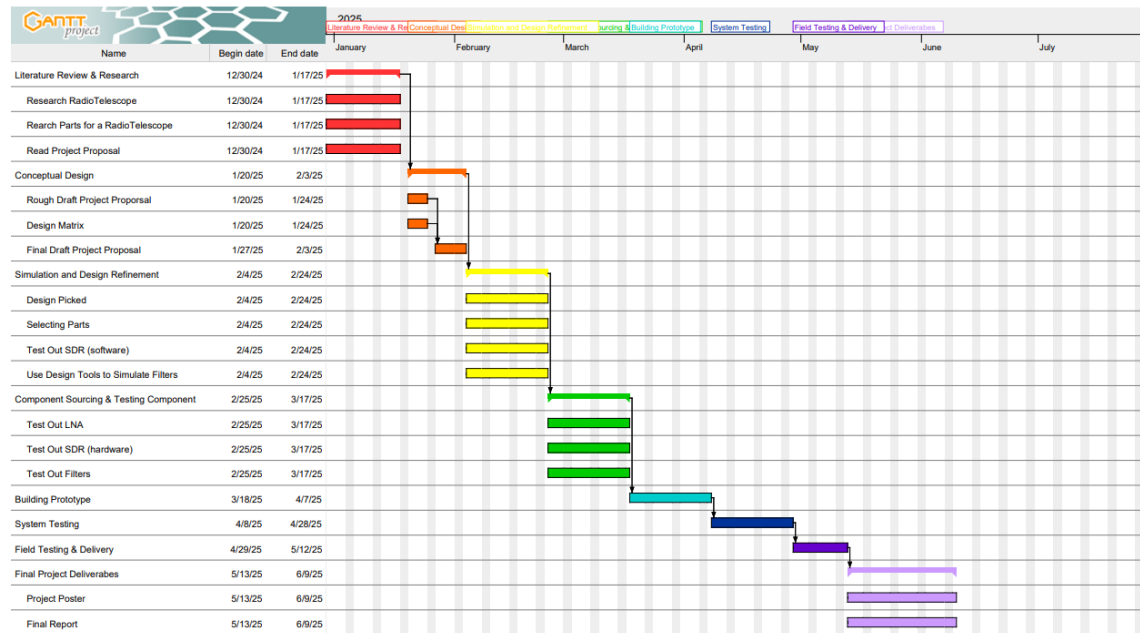 GANTT
project
2025
Literature Review & Re Conceptual Des Simulation and Design Refinement ourcing & Building Prototype System Testing Field Testing & Delivery ct Deliverabes
Name Begin date End date January February March April May June July
Literature Review & Research 12/30/24 1/17/25
Research RadioTelescope 12/30/24 1/17/25
Rearch Parts for a RadioTelescope 12/30/24 1/17/25
Read Project Proposal 12/30/24 1/17/25
Conceptual Design 1/20/25 2/3/25
Rough Draft Project Proporsal 1/20/25 1/24/25
Design Matrix 1/20/25 1/24/25
Final Draft Project Proposal 1/27/25 2/3/25
Simulation and Design Refinement 2/4/25 2/24/25
Design Picked 2/4/25 2/24/25
Selecting Parts 2/4/25 2/24/25
Test Out SDR (software) 2/4/25 2/24/25
Use Design Tools to Simulate Filters 2/4/25 2/24/25
Component Sourcing & Testing Component 2/25/25 3/17/25
Test Out LNA 2/25/25 3/17/25
Test Out SDR (hardware) 2/25/25 3/17/25
Test Out Filters 2/25/25 3/17/25
Building Prototype 3/18/25 4/7/25
System Testing 4/8/25 4/28/25
Field Testing & Delivery 4/29/25 5/12/25
Final Project Deliverabes 5/13/25 6/9/25
Project Poster 5/13/25 6/9/25
Final Report 5/13/25 6/9/25